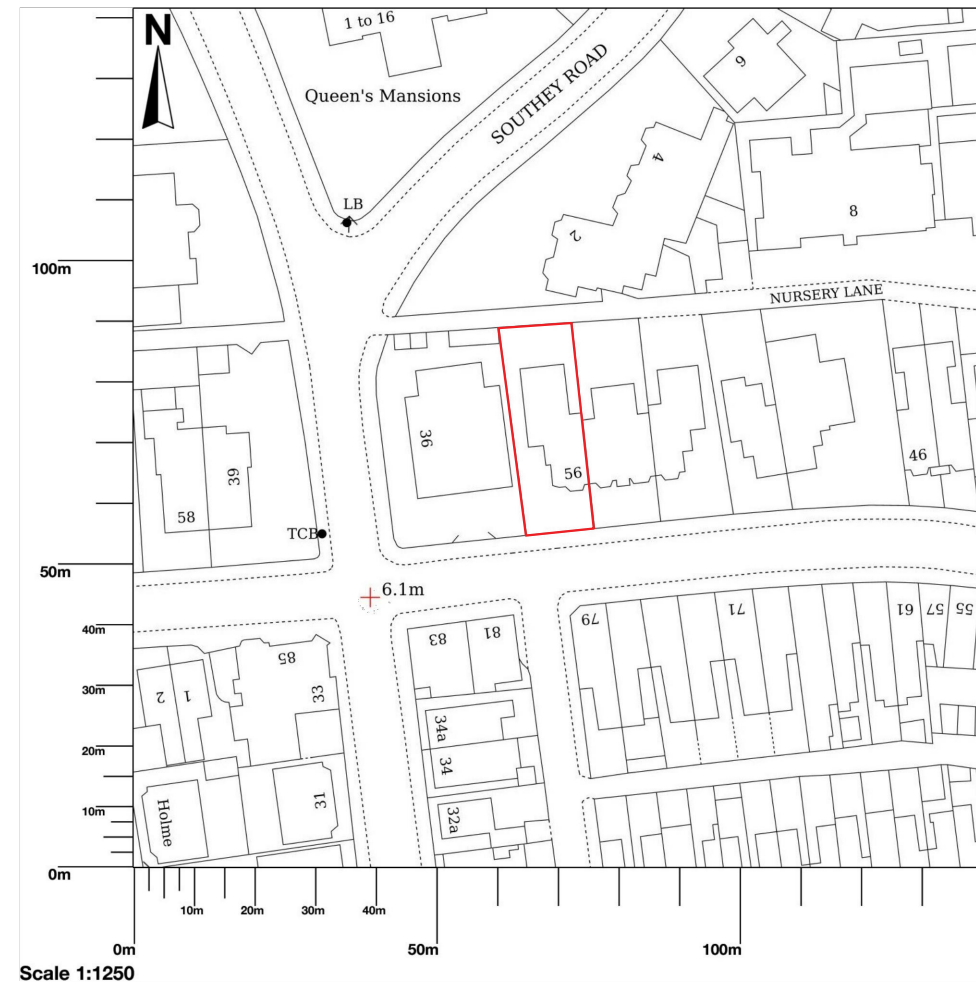 N
1 to 16
Queen's Mansions
SOUTHEY ROAD
6
4
2
8
LB
NURSERY LANE
100m
36
56
39
58
46
TCB
50m
6.1m
40m
30m
20m
10m
0m
83
81
79
71
61
57
55
85
2
1
33
34a
34
32a
31
Holme
10m
20m
30m
40m
0m
50m
100m
Scale 1:1250